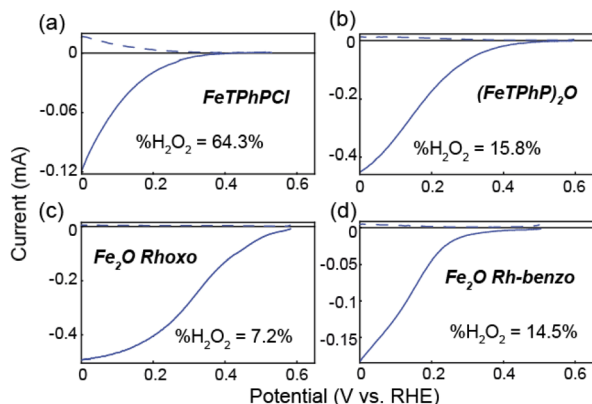 (a)
0
-0.06
-0.12
FeTPhPCl
%H₂O₂ = 64.3%
0 0.2 0.4 0.6
(b)
0
-0.2
-0.4
(FeTPhP)₂O
%H₂O₂ = 15.8%
0 0.2 0.4 0.6
Current (mA)
(c)
0
-0.2
-0.4
Fe₂O Rhoxo
%H₂O₂ = 7.2%
0 0.2 0.4 0.6
(d)
0
-0.05
-0.1
-0.15
Fe₂O Rh-benzo
%H₂O₂ = 14.5%
0 0.2 0.4 0.6
Potential (V vs. RHE)